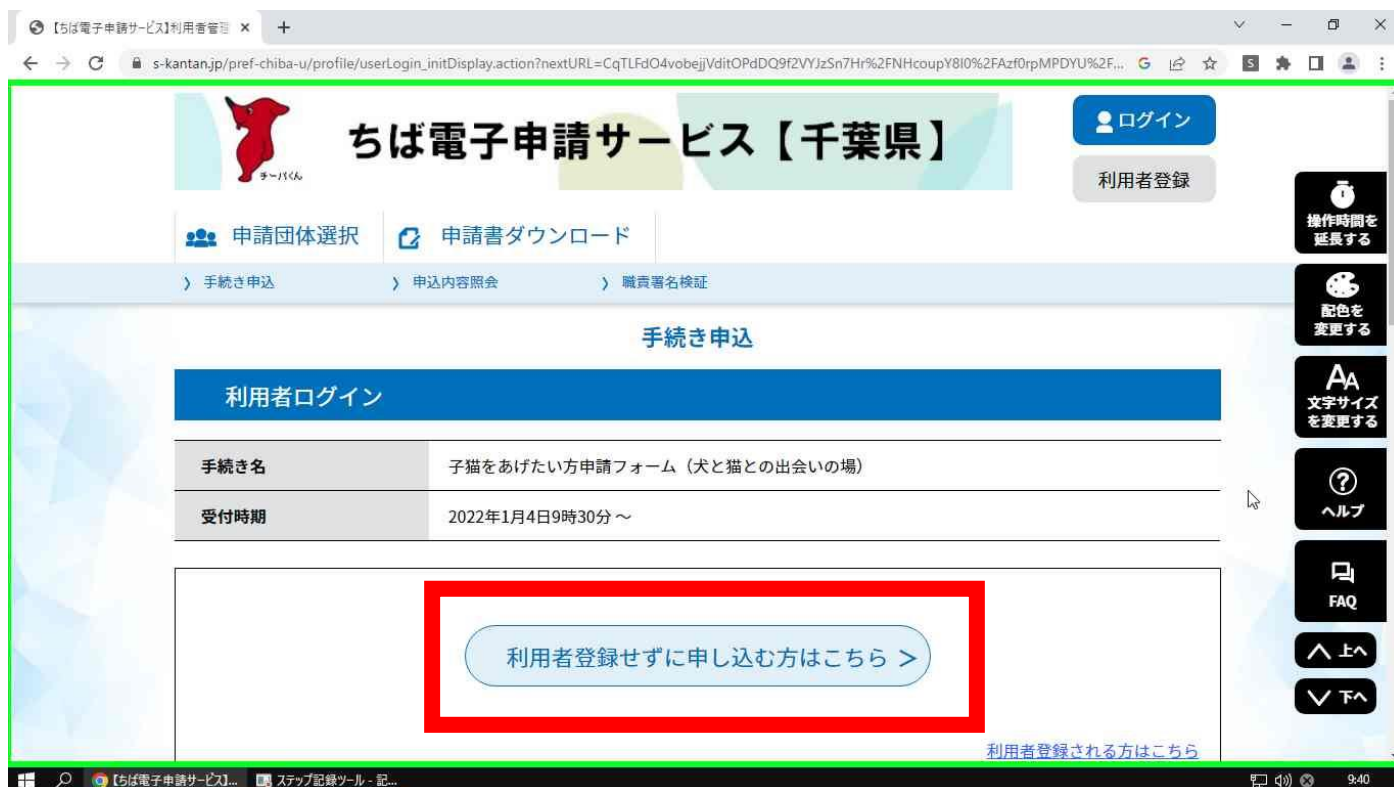 【ちば電子申請サービス】利用者管理
s-kantan.jp/pref-chiba-u/profile/userLogin_initDisplay.action?nextURL=CqTLFdO4vobejjVditOPdDQ9f2VYJzSn7Hr%2FNHcoupY8I0%2FAzf0rpMPDYU%2F...
チーバくん
ちば電子申請サービス【千葉県】
ログイン
利用者登録
申請団体選択
申請書ダウンロード
手続き申込
申込内容照会
職責署名検証
操作時間を
延長する
配色を
変更する
文字サイズ
を変更する
ヘルプ
FAQ
上へ
下へ
手続き申込
利用者ログイン
手続き名 子猫をあげたい方申請フォーム（犬と猫との出会いの場）
受付時期 2022年1月4日9時30分 ～
利用者登録せずに申し込む方はこちら >
利用者登録される方はこちら
【ちば電子申請サービス】... ステップ記録ツール - 記... 9:40